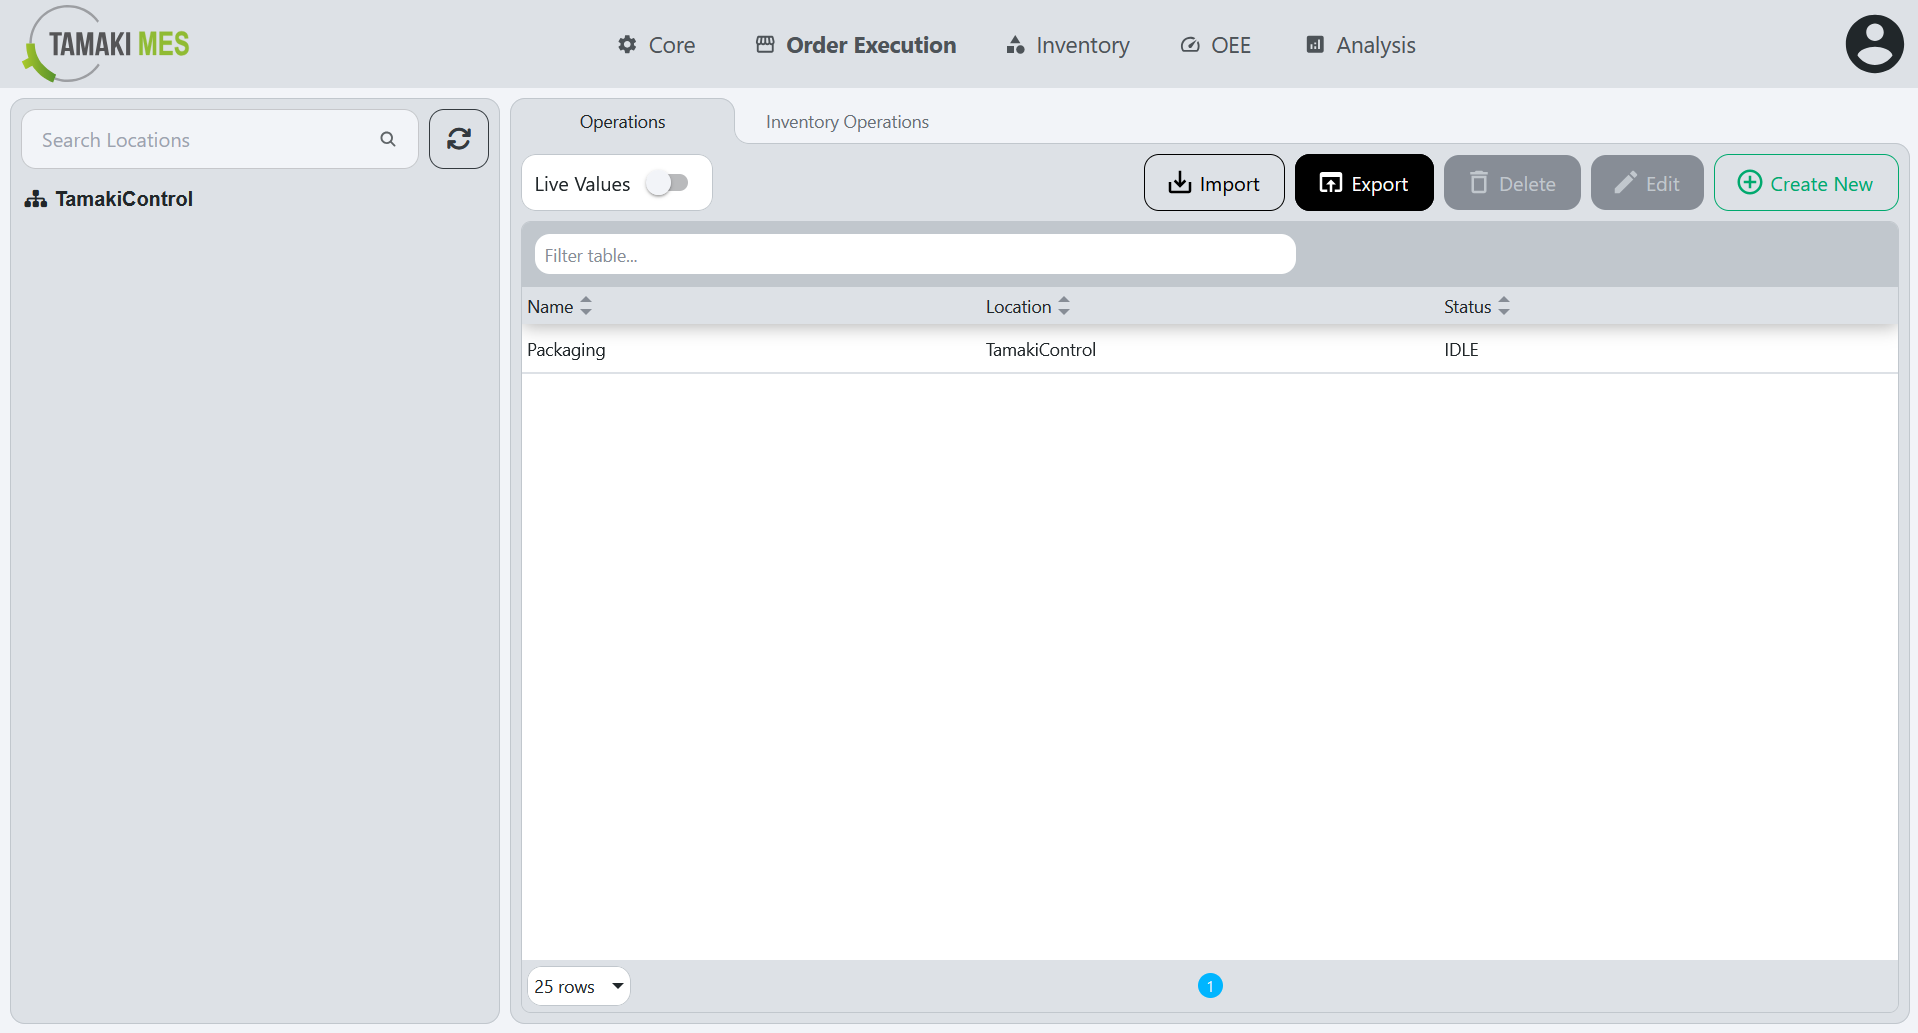 TAMAKI MES
Core
Order Execution
Inventory
OEE
Analysis
Search Locations
TamakiControl
Operations
Inventory Operations
Live Values
Import
Export
Delete
Edit
Create New
Filter table...
Name Location Status
Packaging TamakiControl IDLE
25 rows
1